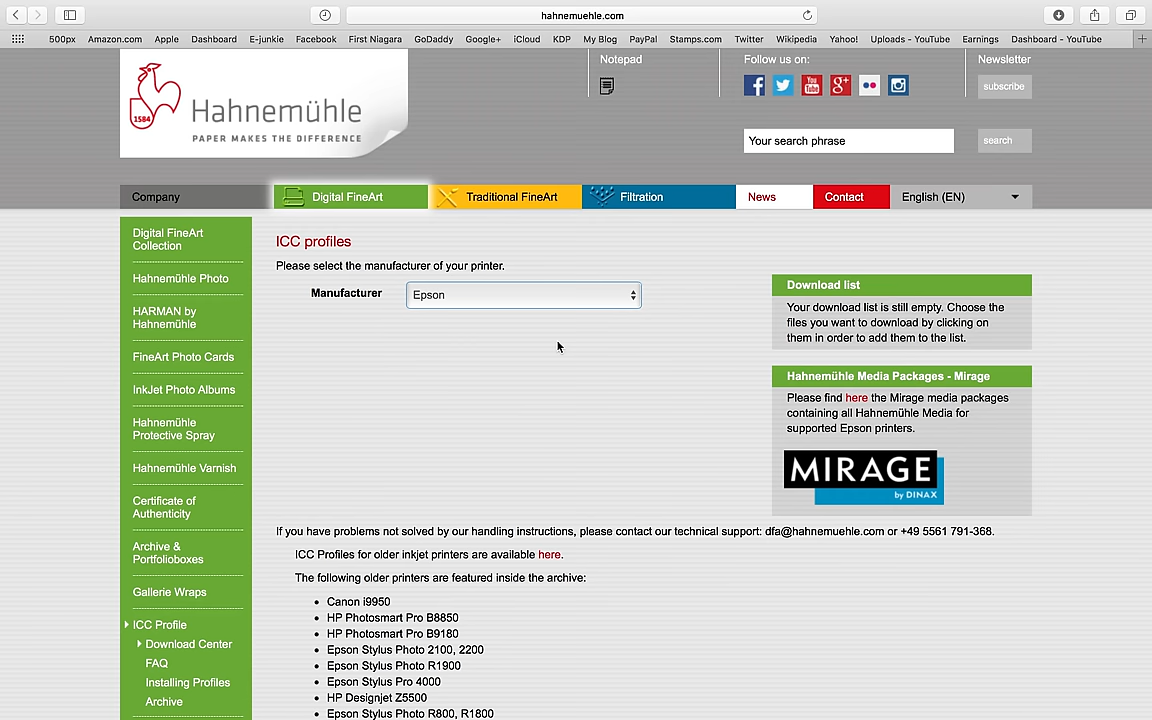 hahnemuehle.com
500px Amazon.com Apple Dashboard E-junkie Facebook First Niagara GoDaddy Google+ iCloud KDP My Blog PayPal Stamps.com Twitter Wikipedia Yahoo! Uploads - YouTube Earnings Dashboard - YouTube
Notepad
Follow us on:
Newsletter
subscribe
1584
Hahnemühle
PAPER MAKES THE DIFFERENCE
You Tube
g+
Your search phrase
search
Company
Digital FineArt
Traditional FineArt
Filtration
News
Contact
English (EN)
Digital FineArt
Collection
Hahnemühle Photo
HARMAN by
Hahnemühle
FineArt Photo Cards
InkJet Photo Albums
Hahnemühle
Protective Spray
Hahnemühle Varnish
Certificate of
Authenticity
Archive &
Portfolioboxes
Gallerie Wraps
ICC Profile
Download Center
FAQ
Installing Profiles
Archive
ICC profiles
Please select the manufacturer of your printer.
Manufacturer
Epson
Download list
Your download list is still empty. Choose the
files you want to download by clicking on
them in order to add them to the list.
Hahnemühle Media Packages - Mirage
Please find here the Mirage media packages
containing all Hahnemühle Media for
supported Epson printers.
MIRAGE
by DINAX
If you have problems not solved by our handling instructions, please contact our technical support: dfa@hahnemuehle.com or +49 5561 791-368.
ICC Profiles for older inkjet printers are available here.
The following older printers are featured inside the archive:
• Canon i9950
• HP Photosmart Pro B8850
• HP Photosmart Pro B9180
• Epson Stylus Photo 2100, 2200
• Epson Stylus Photo R1900
• Epson Stylus Pro 4000
• HP Designjet Z5500
• Epson Stylus Photo R800, R1800